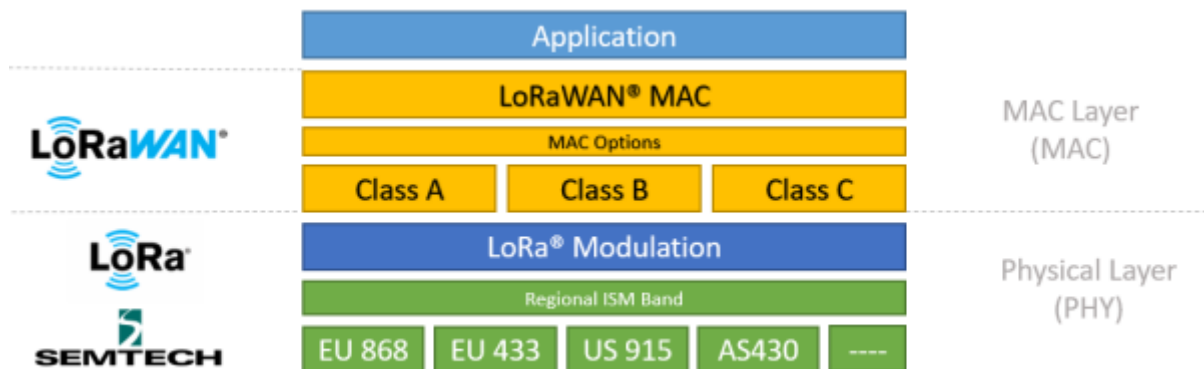 Application
LoRaWAN® MAC
MAC Options
Class A Class B Class C
LoRaWAN®
MAC Layer
(MAC)
LoRa® Modulation
Regional ISM Band
EU 868 EU 433 US 915 AS430 ----
LoRa®
SEMTECH
Physical Layer
(PHY)